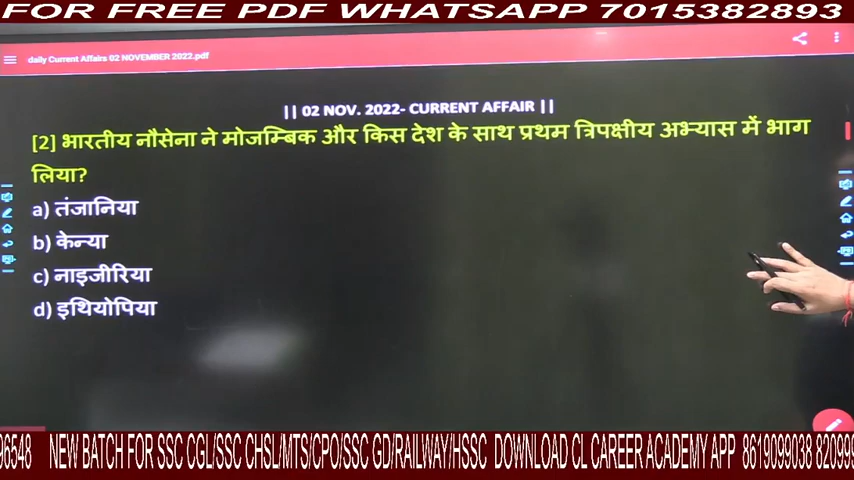 FOR FREE PDF WHATSAPP 7015382893
daily Current Affairs 02 NOVEMBER 2022.pdf
|| 02 NOV. 2022- CURRENT AFFAIR ||
[2] भारतीय नौसेना ने मोजम्बिक और किस देश के साथ प्रथम त्रिपक्षीय अभ्यास में भाग
लिया?
a) तंजानिया
b) केन्या
c) नाइजीरिया
d) इथियोपिया
96548 NEW BATCH FOR SSC CGL/SSC CHSL/MTS/CPO/SSC GD/RAILWAY/HSSC DOWNLOAD CL CAREER ACADEMY APP 8619099038 820999